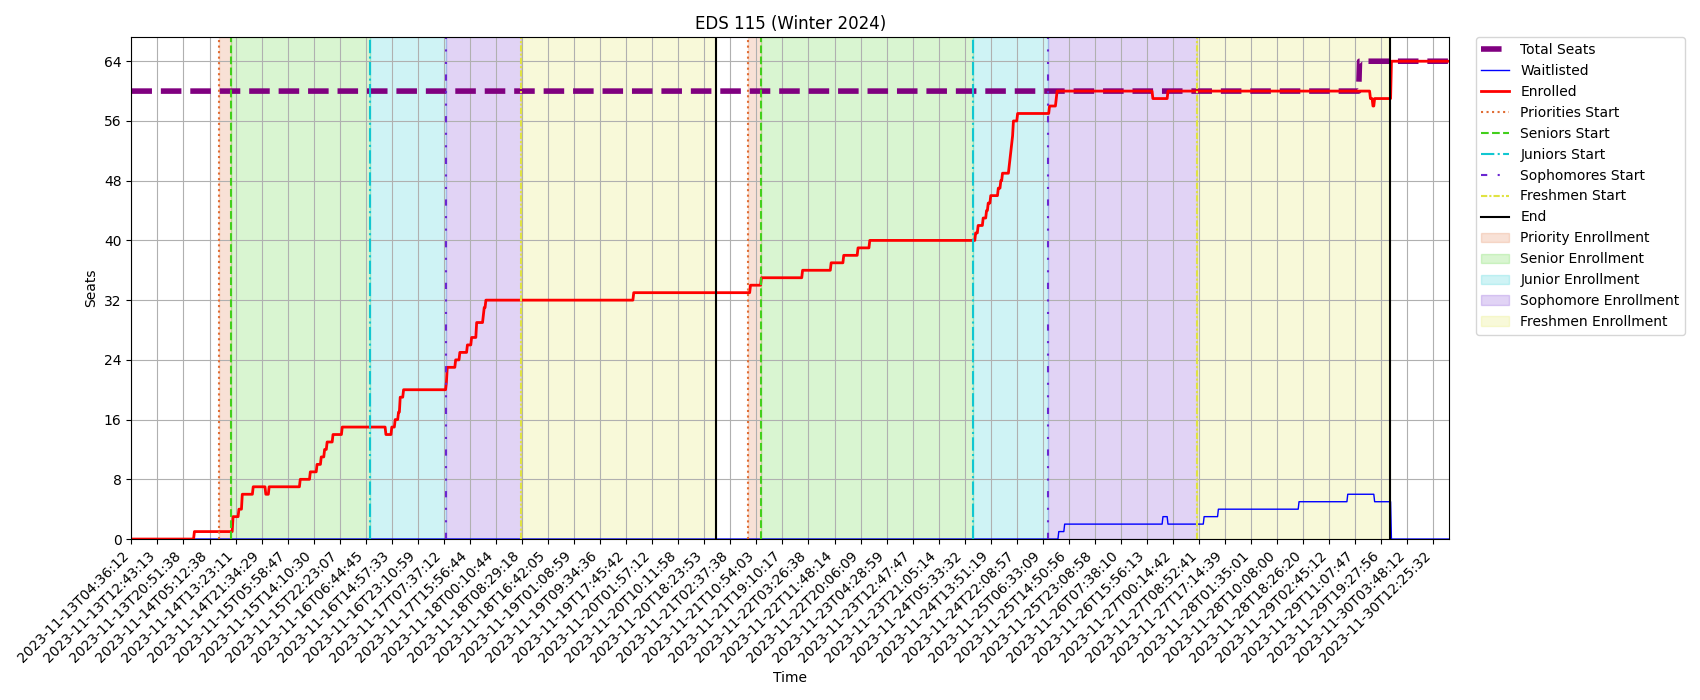 EDS 115 (Winter 2024)
Seats
64
56
48
40
32
24
16
8
0
2023-11-13T04:36:12
2023-11-13T12:43:13
2023-11-13T20:51:38
2023-11-14T05:12:38
2023-11-14T13:23:11
2023-11-14T21:34:29
2023-11-15T05:58:47
2023-11-15T14:10:30
2023-11-15T22:23:07
2023-11-16T06:44:45
2023-11-16T14:57:33
2023-11-16T23:10:59
2023-11-17T07:37:12
2023-11-17T15:56:44
2023-11-18T00:10:44
2023-11-18T08:29:18
2023-11-18T16:42:05
2023-11-19T01:08:59
2023-11-19T09:34:36
2023-11-19T17:45:42
2023-11-20T01:57:12
2023-11-20T10:11:58
2023-11-20T18:23:53
2023-11-21T02:37:38
2023-11-21T10:54:03
2023-11-21T19:10:17
2023-11-22T03:26:38
2023-11-22T11:48:14
2023-11-22T20:06:09
2023-11-23T04:28:59
2023-11-23T12:47:47
2023-11-23T21:05:14
2023-11-24T05:33:32
2023-11-24T13:51:19
2023-11-24T22:08:57
2023-11-25T06:33:09
2023-11-25T14:50:56
2023-11-25T23:08:58
2023-11-26T07:38:10
2023-11-26T15:56:13
2023-11-27T00:14:42
2023-11-27T08:52:41
2023-11-27T17:14:39
2023-11-28T01:35:01
2023-11-28T10:08:00
2023-11-28T18:26:20
2023-11-29T02:45:12
2023-11-29T11:07:47
2023-11-29T19:27:56
2023-11-30T03:48:12
2023-11-30T12:25:32
Time
Total Seats
Waitlisted
Enrolled
Priorities Start
Seniors Start
Juniors Start
Sophomores Start
Freshmen Start
End
Priority Enrollment
Senior Enrollment
Junior Enrollment
Sophomore Enrollment
Freshmen Enrollment